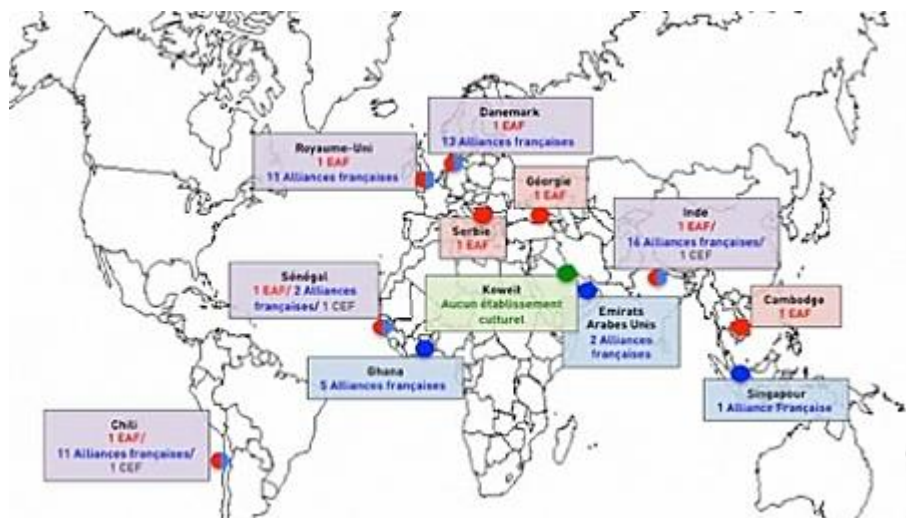 Danemark
1 EAF
13 Alliances françaises
Royaume-Uni
1 EAF
11 Alliances françaises
Géorgie
1 EAF
Serbie
1 EAF
Inde
1 EAF/
16 Alliances françaises/
1 CEF
Sénégal
1 EAF/ 2 Alliances
françaises/ 1 CEF
Koweït
Aucun établissement
culturel
Emirats
Arabes Unis
2 Alliances
françaises
Cambodge
1 EAF
Ghana
5 Alliances françaises
Singapour
1 Alliance Française
Chili
1 EAF/
11 Alliances françaises/
1 CEF